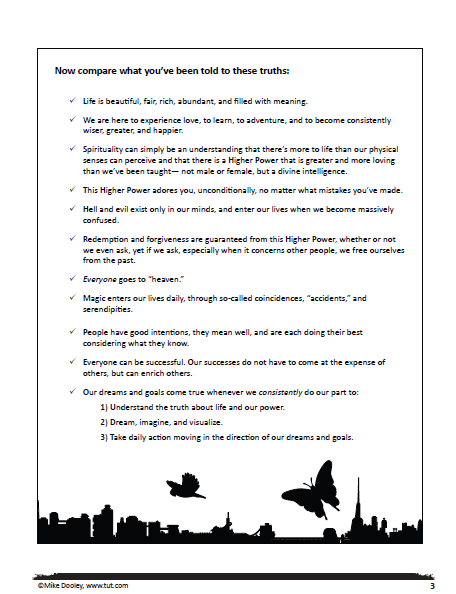 Now compare what you've been told to these truths:
✓ Life is beautiful, fair, rich, abundant, and filled with meaning.
✓ We are here to experience love, to learn, to adventure, and to become consistently
wiser, greater, and happier.
✓ Spirituality can simply be an understanding that there's more to life than our physical
senses can perceive and that there is a Higher Power that is greater and more loving
than we've been taught— not male or female, but a divine intelligence.
✓ This Higher Power adores you, unconditionally, no matter what mistakes you've made.
✓ Hell and evil exist only in our minds, and enter our lives when we become massively
confused.
✓ Redemption and forgiveness are guaranteed from this Higher Power, whether or not
we even ask, yet if we ask, especially when it concerns other people, we free ourselves
from the past.
✓ Everyone goes to "heaven."
✓ Magic enters our lives daily, through so-called coincidences, "accidents," and
serendipities.
✓ People have good intentions, they mean well, and are each doing their best
considering what they know.
✓ Everyone can be successful. Our successes do not have to come at the expense of
others, but can enrich others.
✓ Our dreams and goals come true whenever we consistently do our part to:
1) Understand the truth about life and our power.
2) Dream, imagine, and visualize.
3) Take daily action moving in the direction of our dreams and goals.
©Mike Dooley, www.tut.com
3